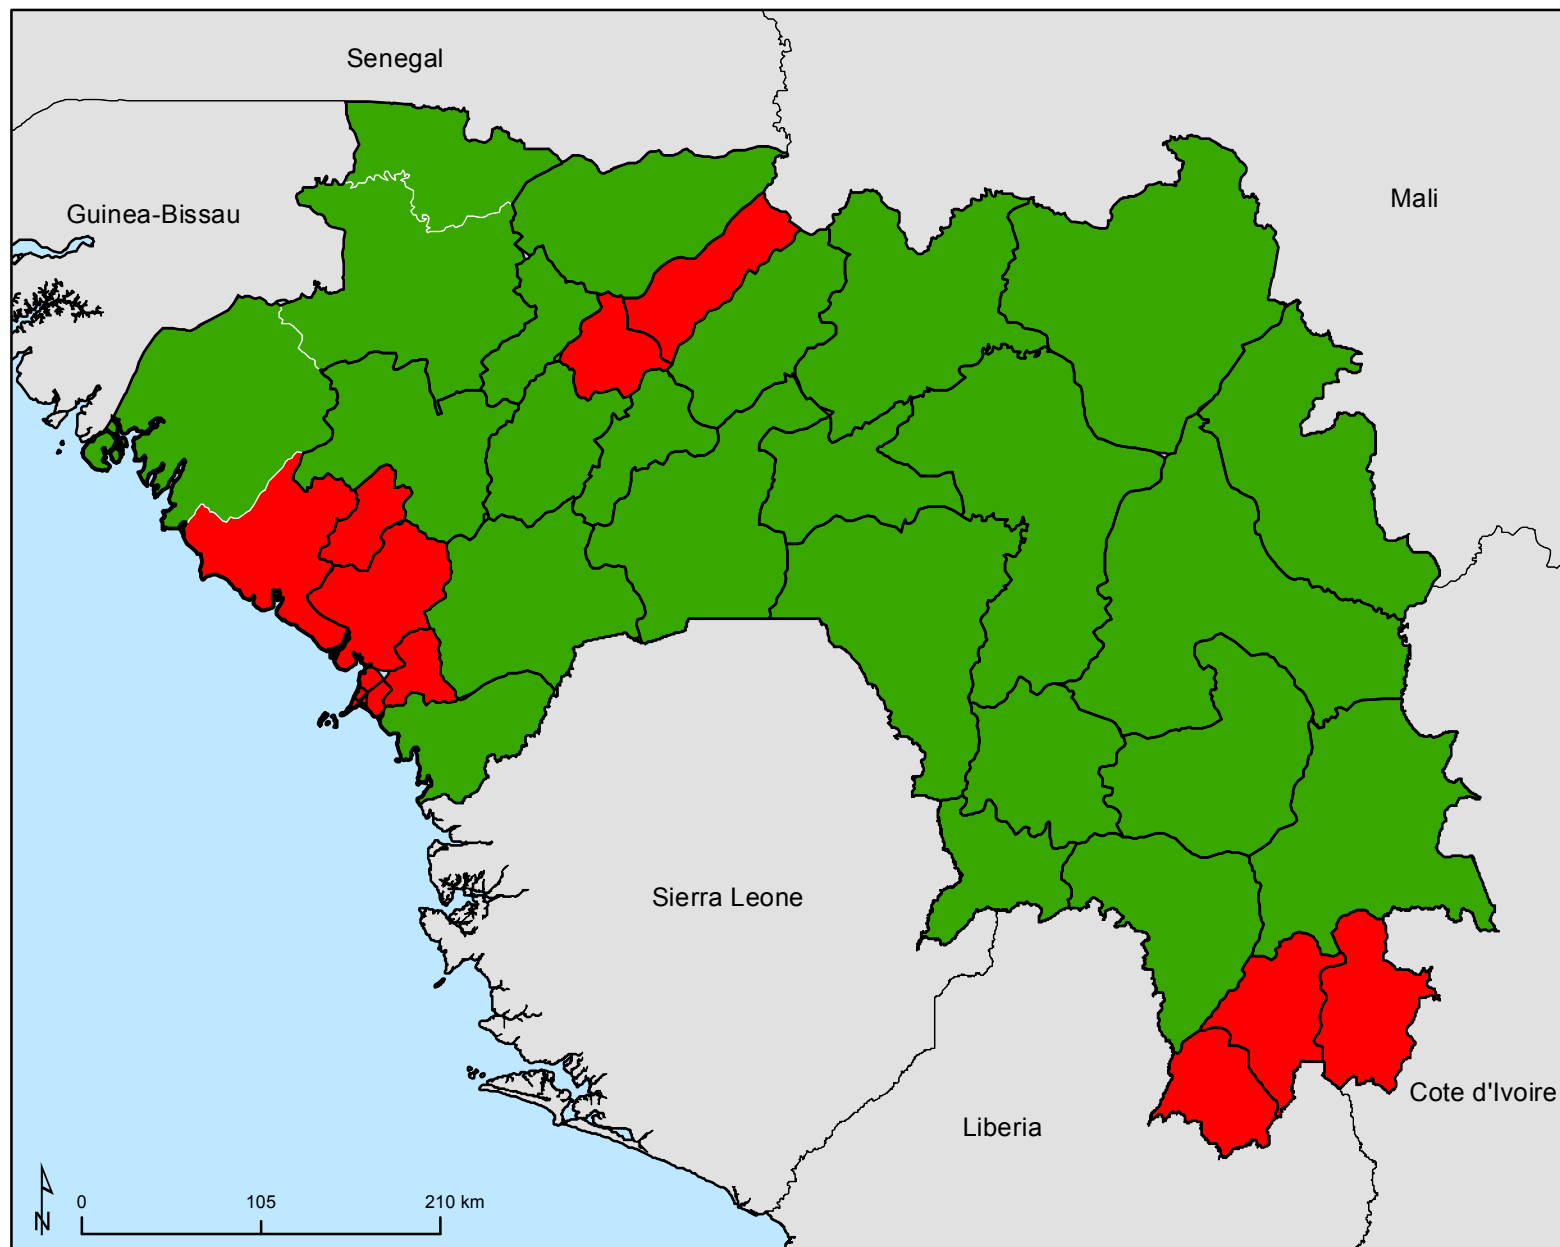 Senegal
Mali
Guinea-Bissau
Sierra Leone
Cote d'Ivoire
Liberia
N
0 105 210 km